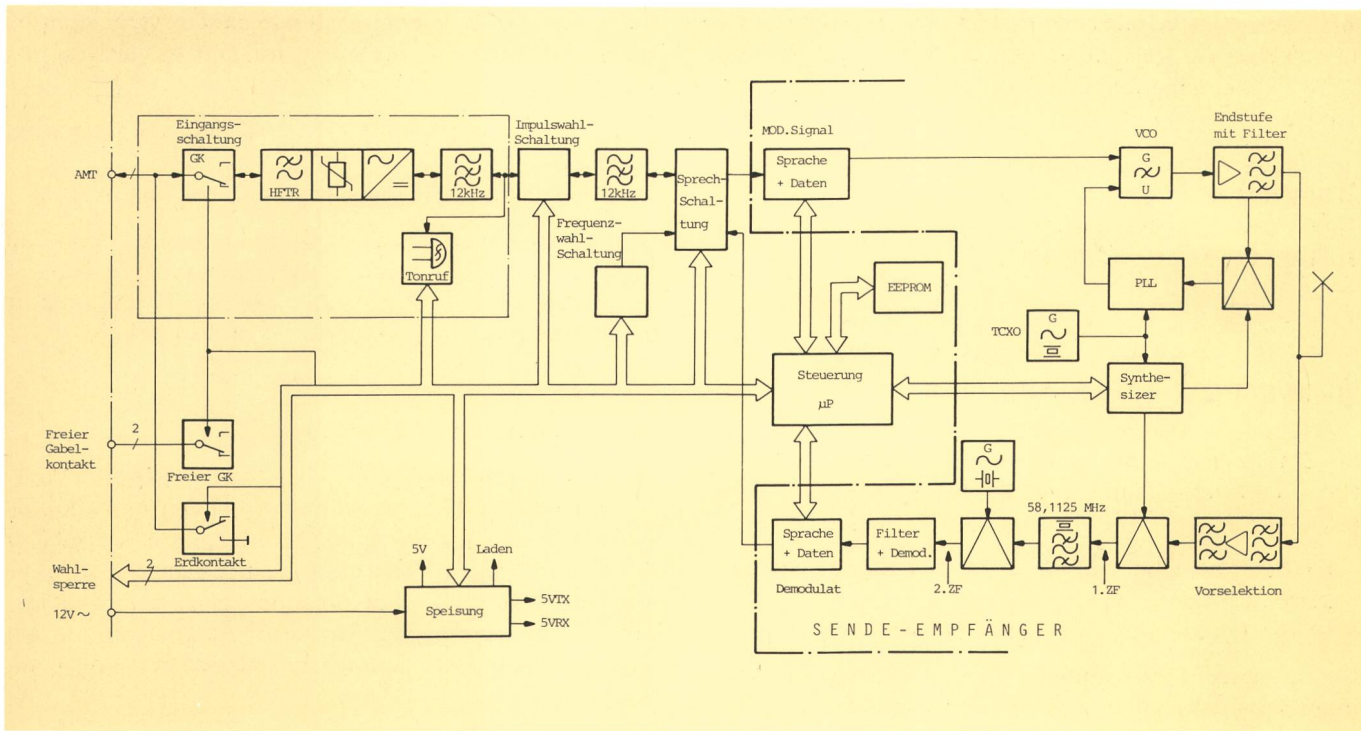 Eingangs-
schaltung
GK
AMT
HFTR
12kHz
Impulswahl-
Schaltung
12kHz
Sprech-
Schal-
tung
Frequenz-
wahl-
Schaltung
Tonruf
MOD.Signal
Sprache
+ Daten
VCO
G
U
Endstufe
mit Filter
EEPROM
PLL
TCXO
G
Steuerung
µP
Synthe-
sizer
Freier
Gabel-
kontakt
2
Freier GK
Erdkontakt
Wahl-
sperre
2
12V~
5V
Laden
Speisung
5VTX
5VRX
G
58,1125 MHz
Sprache
+ Daten
Filter
+ Demod.
Demodulat
2.ZF
1.ZF
Vorselektion
SENDE-EMPFÄNGER